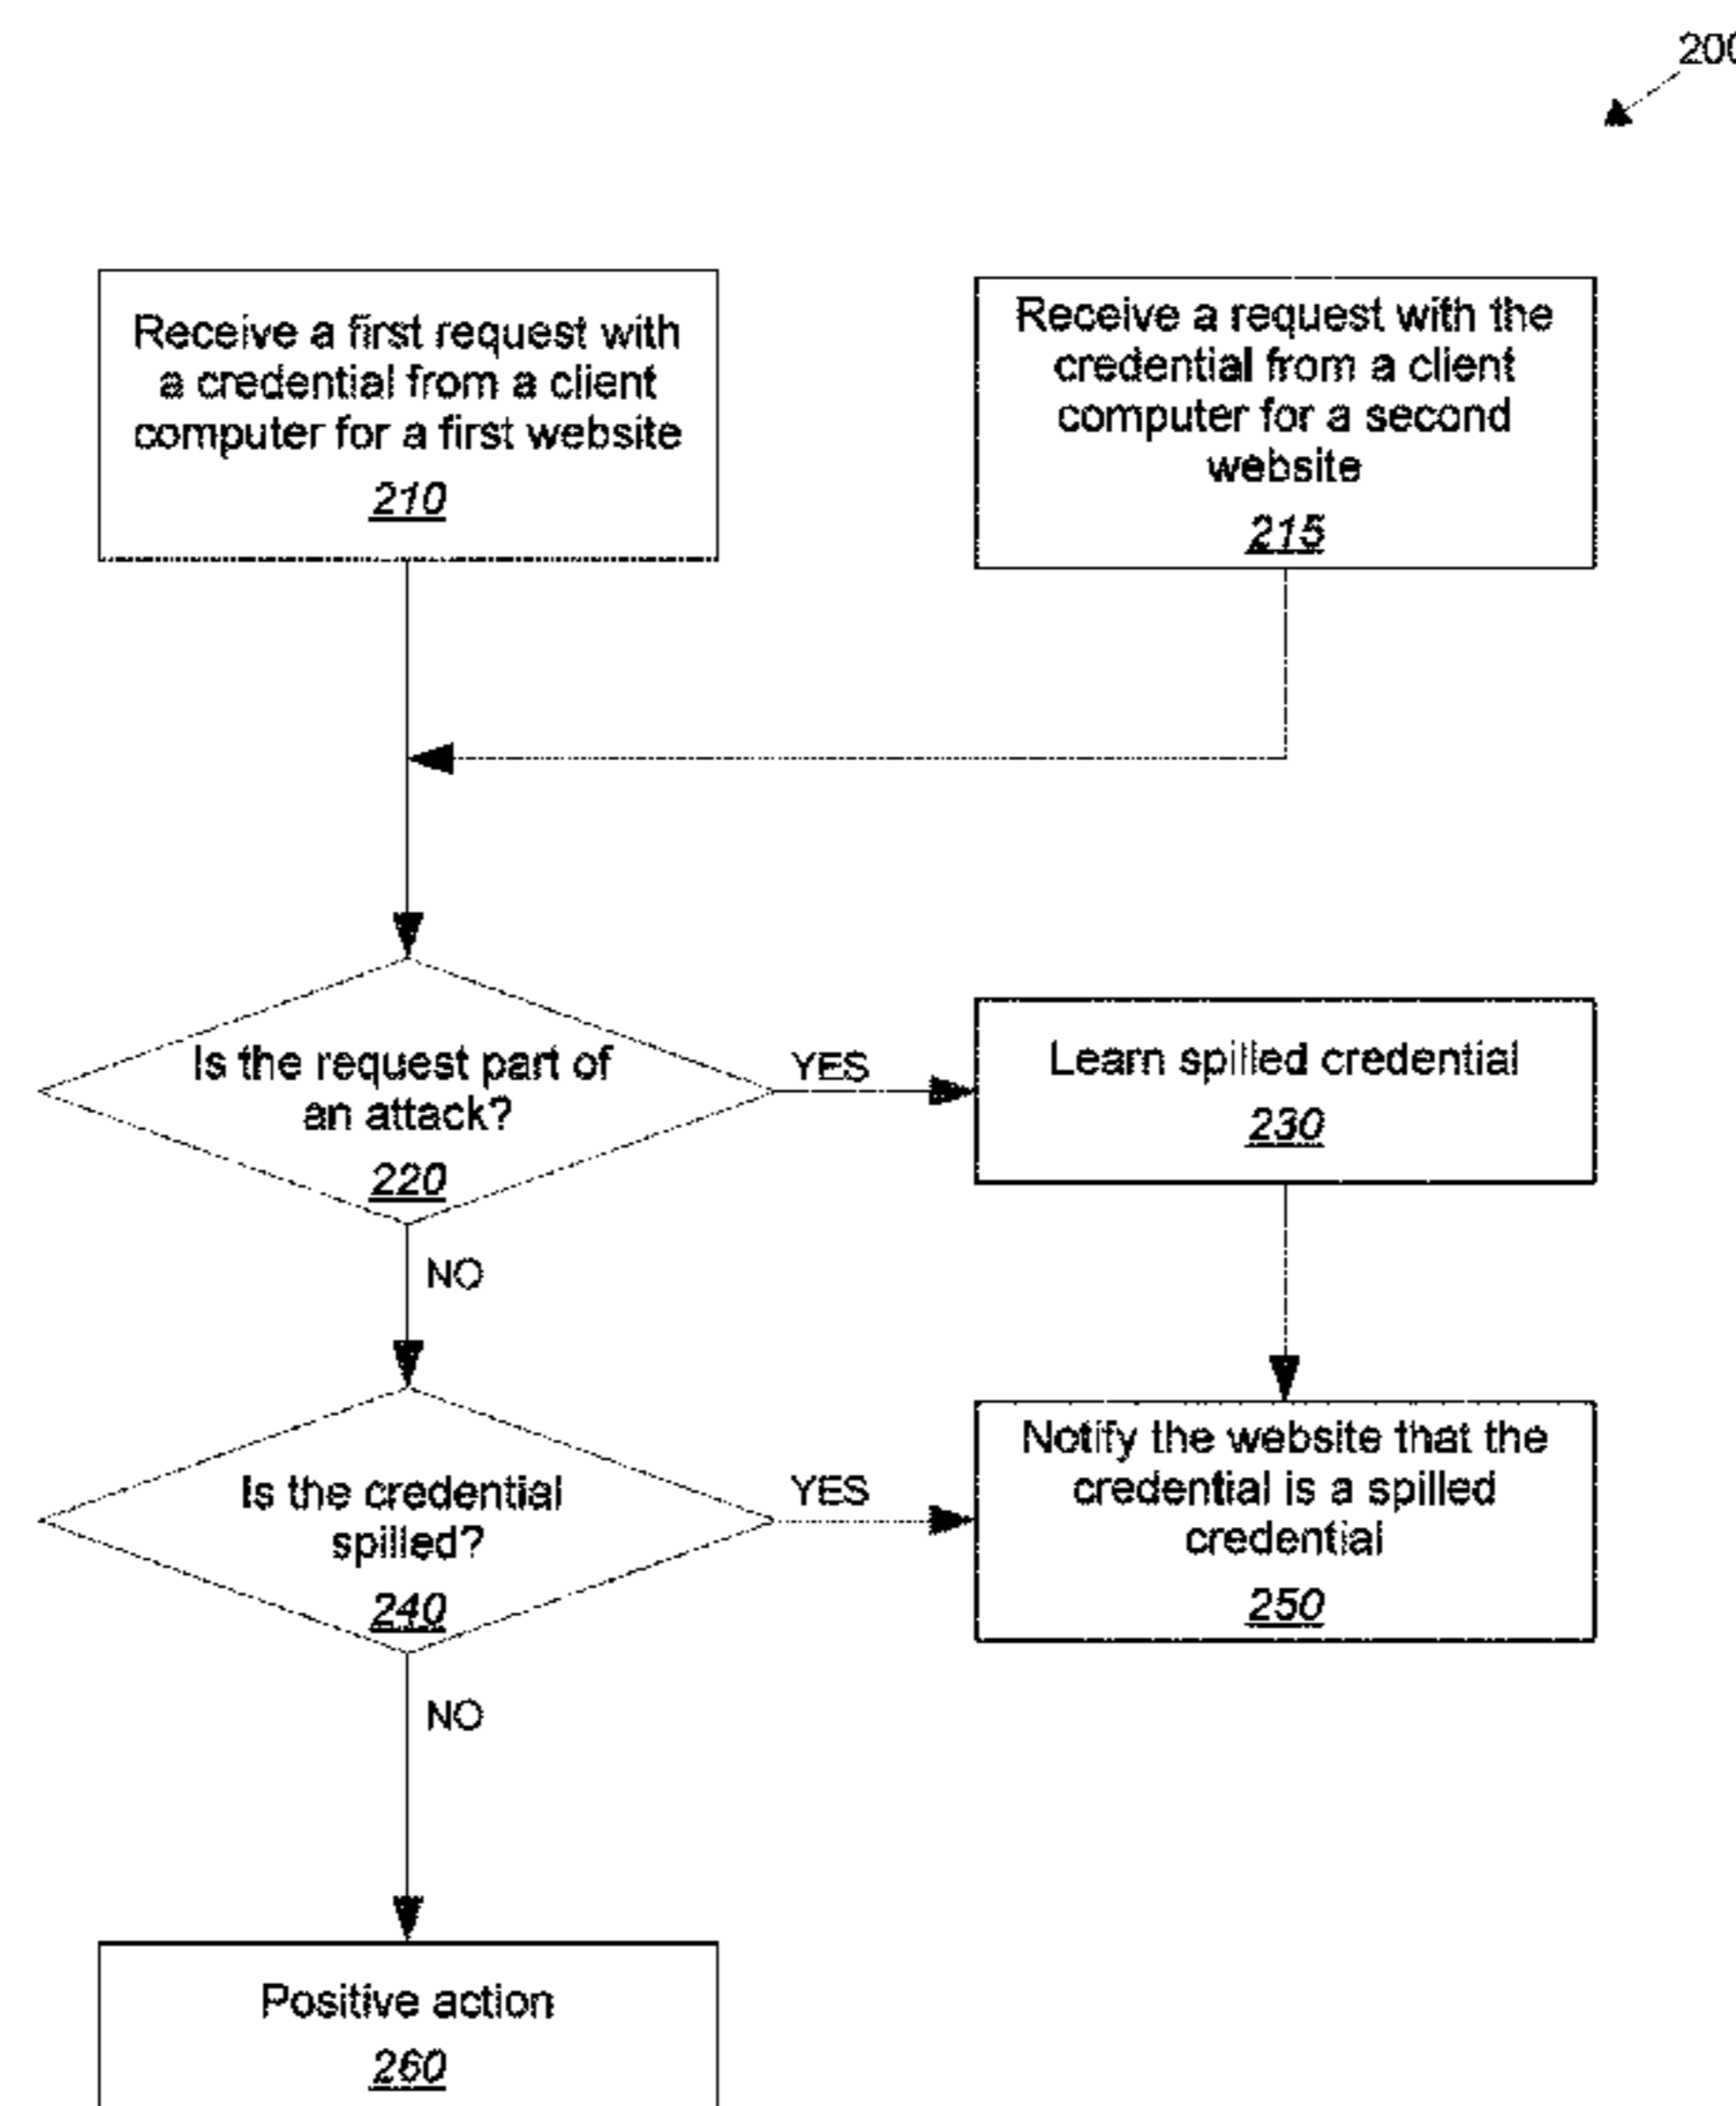 200
Receive a first request with
a credential from a client
computer for a first website
210
Receive a request with the
credential from a client
computer for a second
website
215
Is the request part of
an attack?
220
YES
Learn spilled credential
230
NO
Is the credential
spilled?
240
YES
Notify the website that the
credential is a spilled
credential
250
NO
Positive action
260